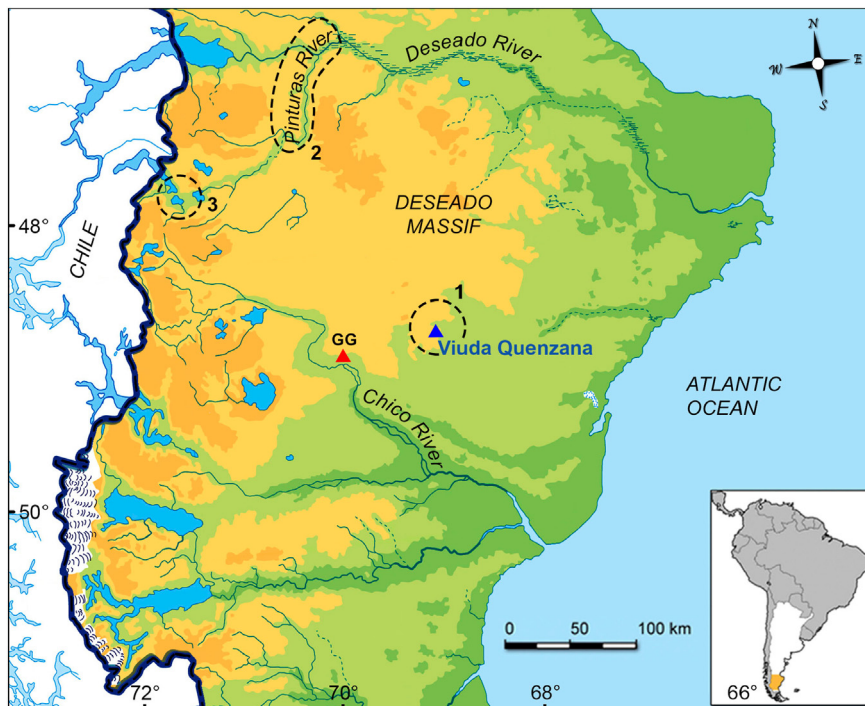 N
W E
S
Deseado River
Pinturas River
2
3
48°
DESEADO
MASSIF
CHILE
1
GG
Viuda Quenzana
ATLANTIC
OCEAN
Chico River
50°
0 50 100 km
72° 70° 68° 66°